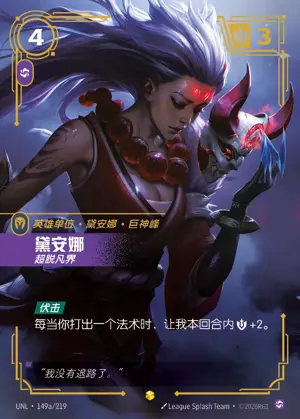 4
3
英雄单位·黛安娜·巨神峰
黛安娜
超脱凡界
伏击
每当你打出一个法术时，让我本回合内 +2。
"我没有退路了。"
UNL · 149a/219
League Splash Team
©2026RG